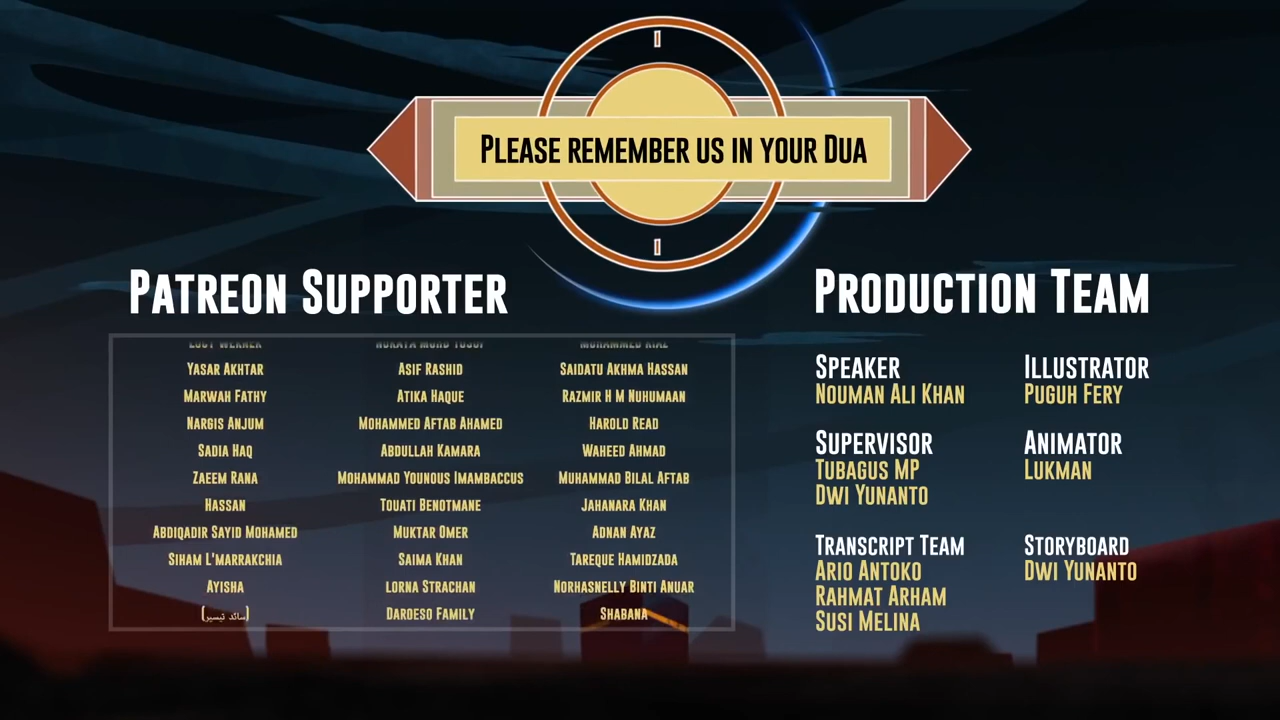 Please remember us in your Dua
Patreon Supporter
Yasar Akhtar
Asif Rashid
Saidatu Akhma Hassan
Marwah Fathy
Atika Haque
Razmir H M Nuhumaan
Nargis Anjum
Mohammed Aftab Ahamed
Harold Read
Sadia Haq
Abdullah Kamara
Waheed Ahmad
Zaeem Rana
Mohammad Younous Imambaccus
Muhammad Bilal Aftab
Hassan
Touati Benotmane
Jahanara Khan
Abdiqadir Sayid Mohamed
Muktar Omer
Adnan Ayaz
Siham L'marrakchia
Saima Khan
Tareque Hamidzada
Ayisha
Lorna Strachan
Norhasnelly Binti Anuar
(سائد تيسير)
Daroeso Family
Shabana
Production Team
Speaker
Nouman Ali Khan
Illustrator
Puguh Fery
Supervisor
Tubagus MP
Dwi Yunanto
Animator
Lukman
Transcript Team
Ario Antoko
Rahmat Arham
Susi Melina
Storyboard
Dwi Yunanto